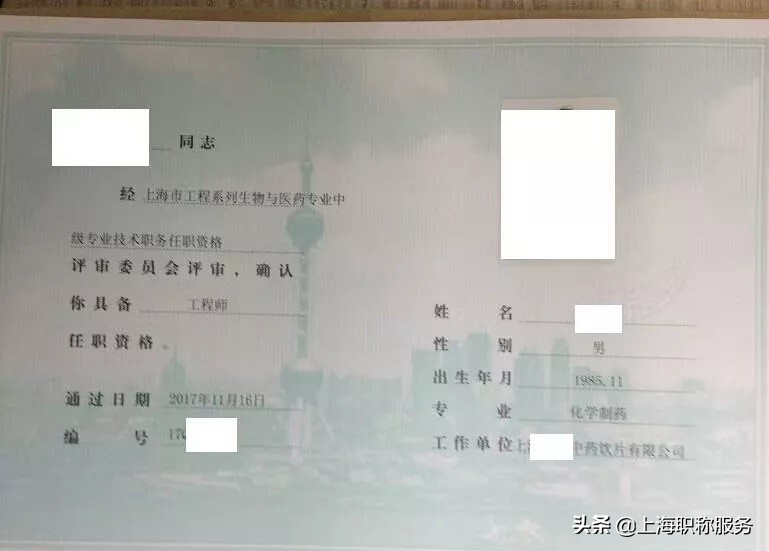 同志
经 上海市工程系列生物与医药专业中
级专业技术职务任职资格
评审委员会评审，确认
你具备 工程师
任职资格。
通过日期 2017年11月16日
编号 170
姓名
性别 男
出生年月 1985.11
专业 化学制药
工作单位 上海 中药饮片有限公司
头条 @上海职称服务